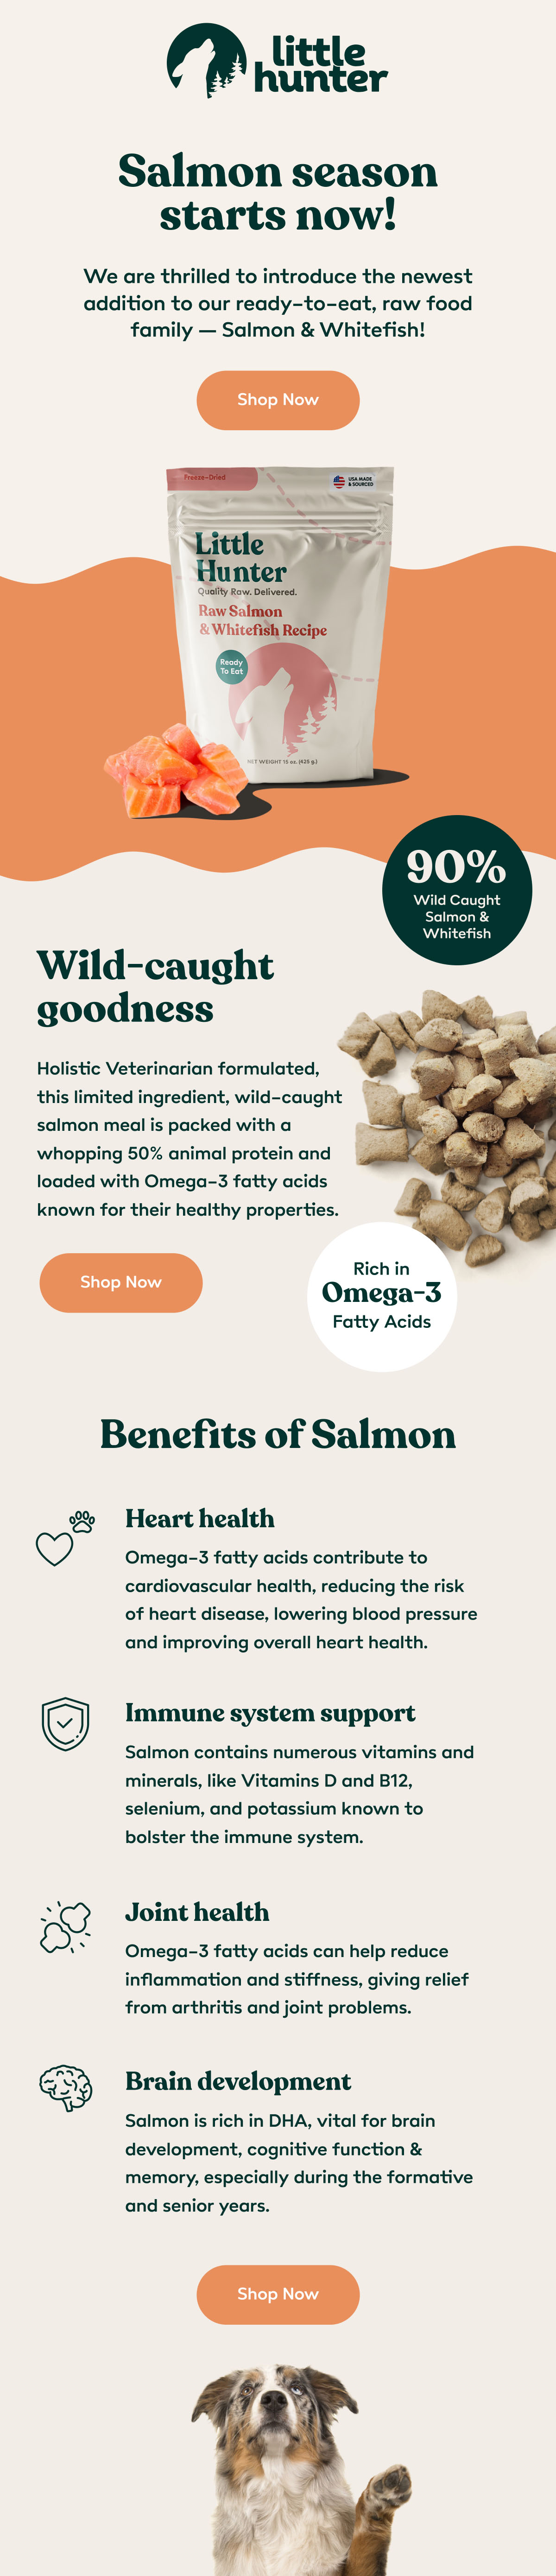 little
hunter
Salmon season
starts now!
We are thrilled to introduce the newest
addition to our ready-to-eat, raw food
family — Salmon & Whitefish!
Shop Now
Freeze-Dried
USA MADE
& SOURCED
Little
Hunter
Quality Raw. Delivered.
Raw Salmon
& Whitefish Recipe
Ready
To Eat
NET WEIGHT 15 oz. (425 g.)
90%
Wild Caught
Salmon &
Whitefish
Wild-caught
goodness
Holistic Veterinarian formulated,
this limited ingredient, wild-caught
salmon meal is packed with a
whopping 50% animal protein and
loaded with Omega-3 fatty acids
known for their healthy properties.
Shop Now
Rich in
Omega-3
Fatty Acids
Benefits of Salmon
Heart health
Omega-3 fatty acids contribute to
cardiovascular health, reducing the risk
of heart disease, lowering blood pressure
and improving overall heart health.
Immune system support
Salmon contains numerous vitamins and
minerals, like Vitamins D and B12,
selenium, and potassium known to
bolster the immune system.
Joint health
Omega-3 fatty acids can help reduce
inflammation and stiffness, giving relief
from arthritis and joint problems.
Brain development
Salmon is rich in DHA, vital for brain
development, cognitive function &
memory, especially during the formative
and senior years.
Shop Now